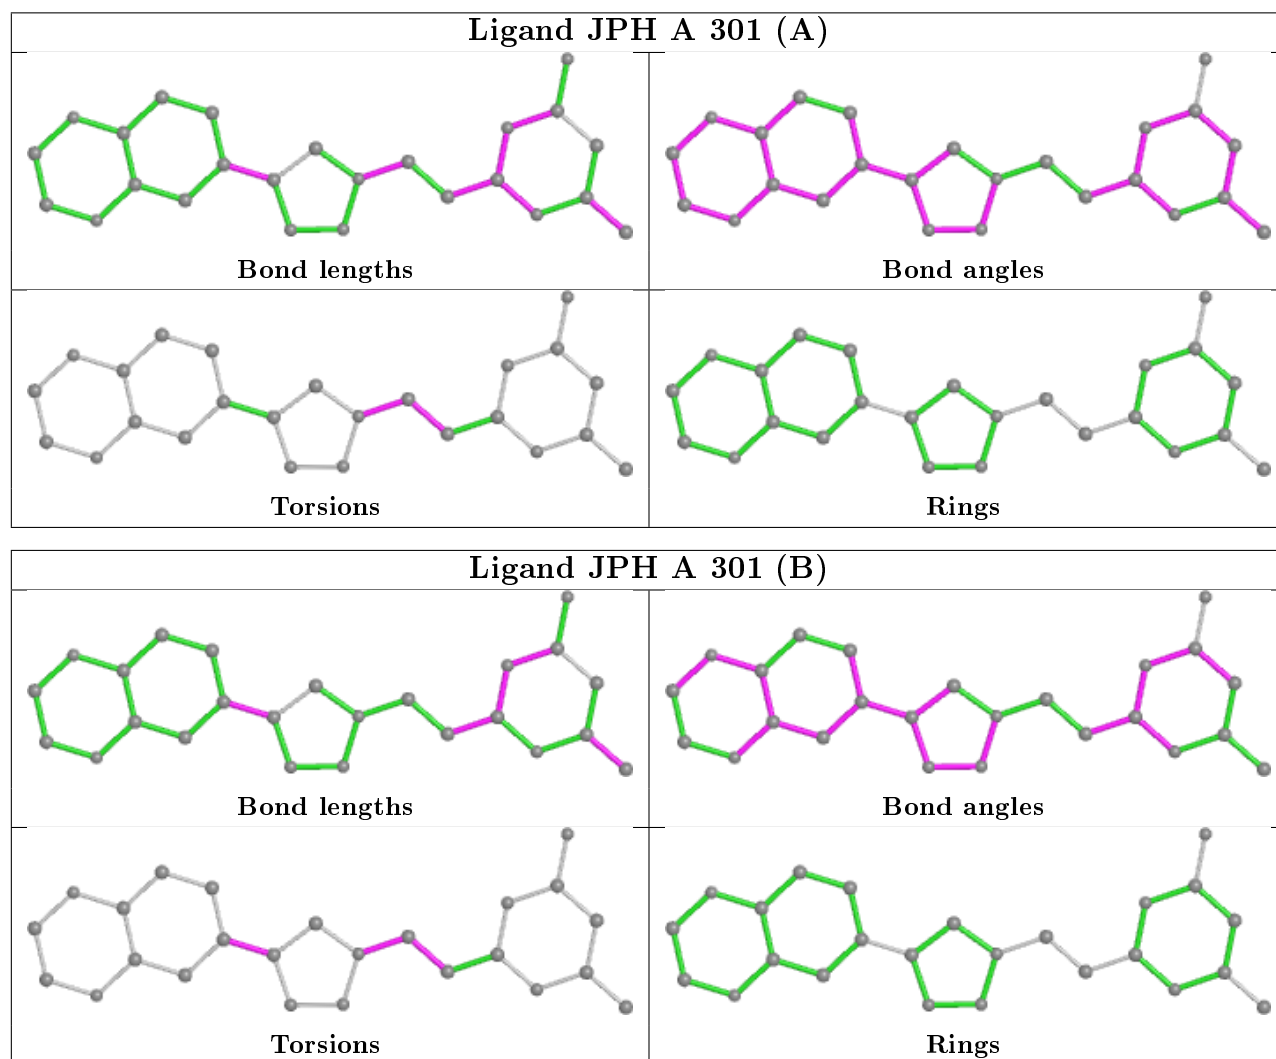 Ligand JPH A 301 (A)
Bond lengths
Bond angles
Torsions
Rings
Ligand JPH A 301 (B)
Bond lengths
Bond angles
Torsions
Rings